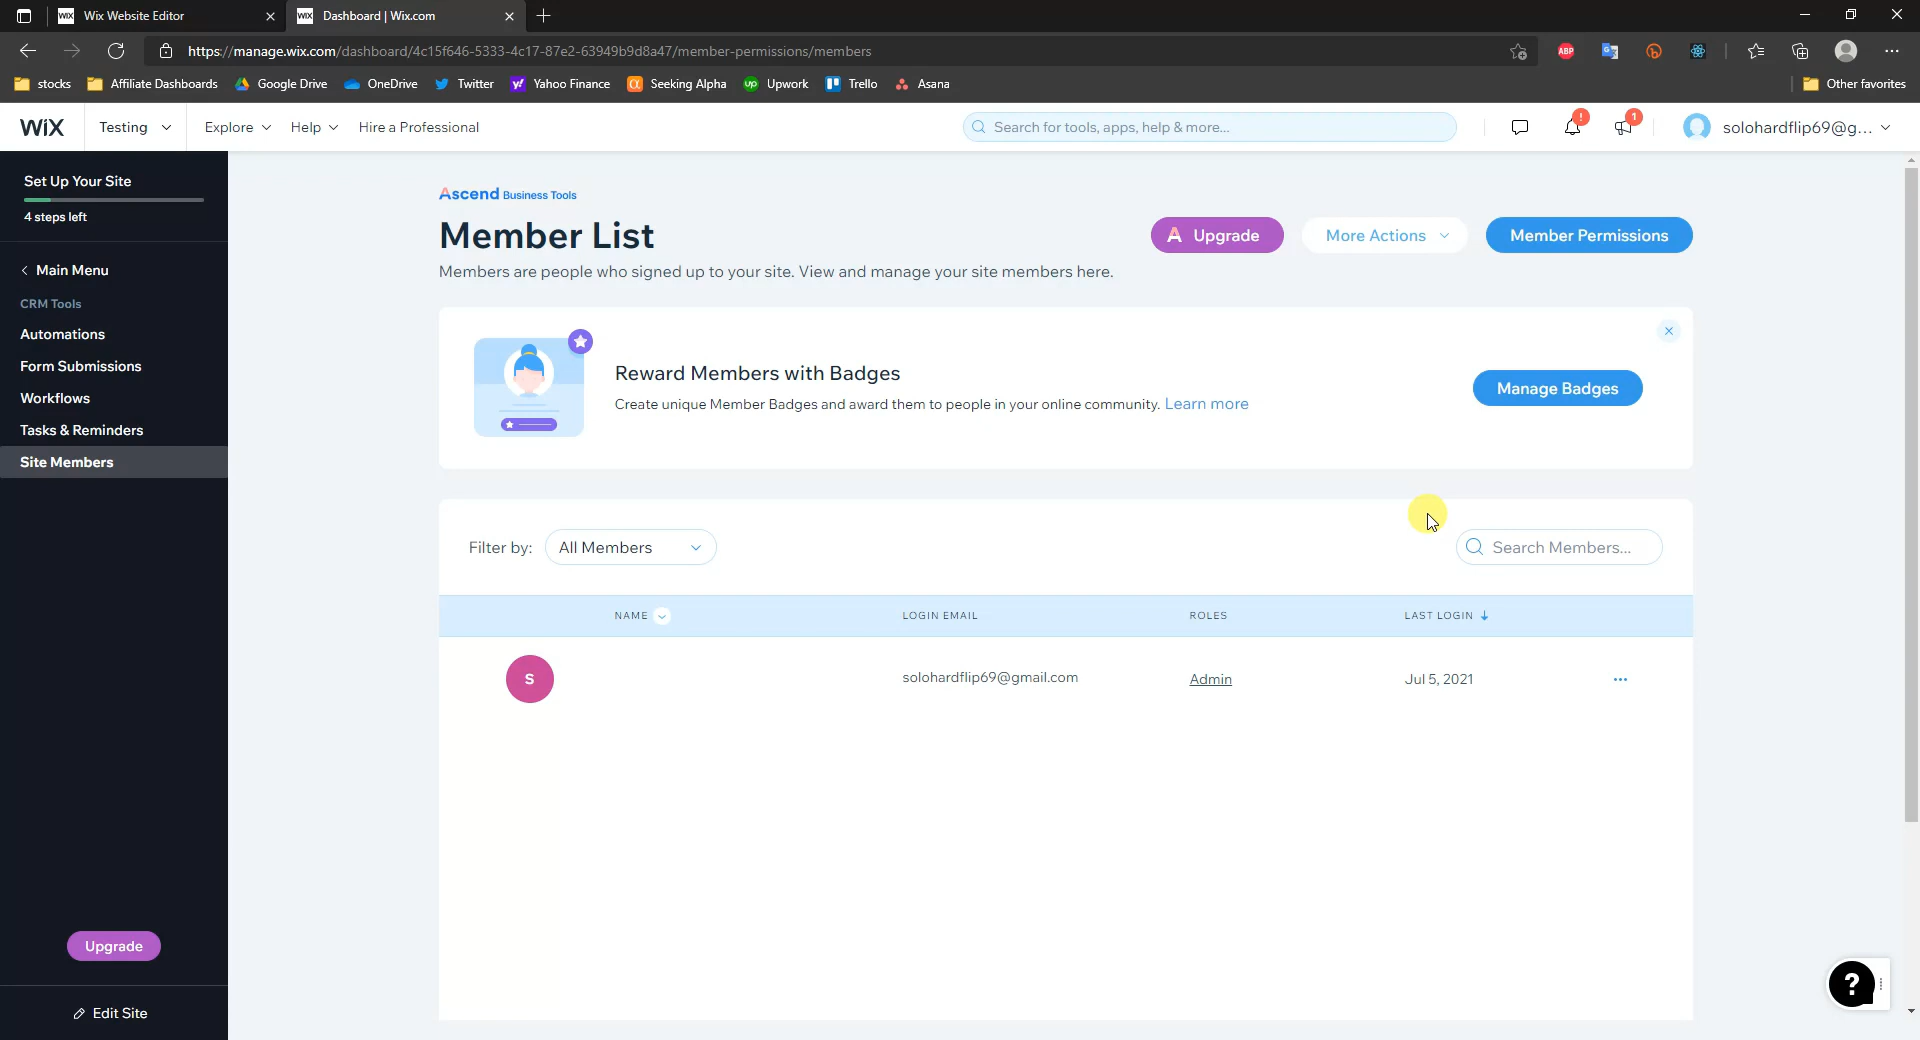 Wix Website Editor
Dashboard | Wix.com
https://manage.wix.com/dashboard/4c15f646-5333-4c17-87e2-63949b9d8a47/member-permissions/members
ABP
stocks
Affiliate Dashboards
Google Drive
OneDrive
Twitter
Yahoo Finance
Seeking Alpha
Upwork
Trello
Asana
Other favorites
WIX
Testing
Explore
Help
Hire a Professional
Search for tools, apps, help & more...
!
1
solohardflip69@g...
Set Up Your Site
4 steps left
Main Menu
CRM Tools
Automations
Form Submissions
Workflows
Tasks & Reminders
Site Members
Upgrade
Edit Site
Ascend Business Tools
Member List
Members are people who signed up to your site. View and manage your site members here.
Upgrade
More Actions
Member Permissions
Reward Members with Badges
Create unique Member Badges and award them to people in your online community. Learn more
Manage Badges
Filter by:
All Members
Search Members...
NAME
LOGIN EMAIL
ROLES
LAST LOGIN
S
solohardflip69@gmail.com
Admin
Jul 5, 2021
?